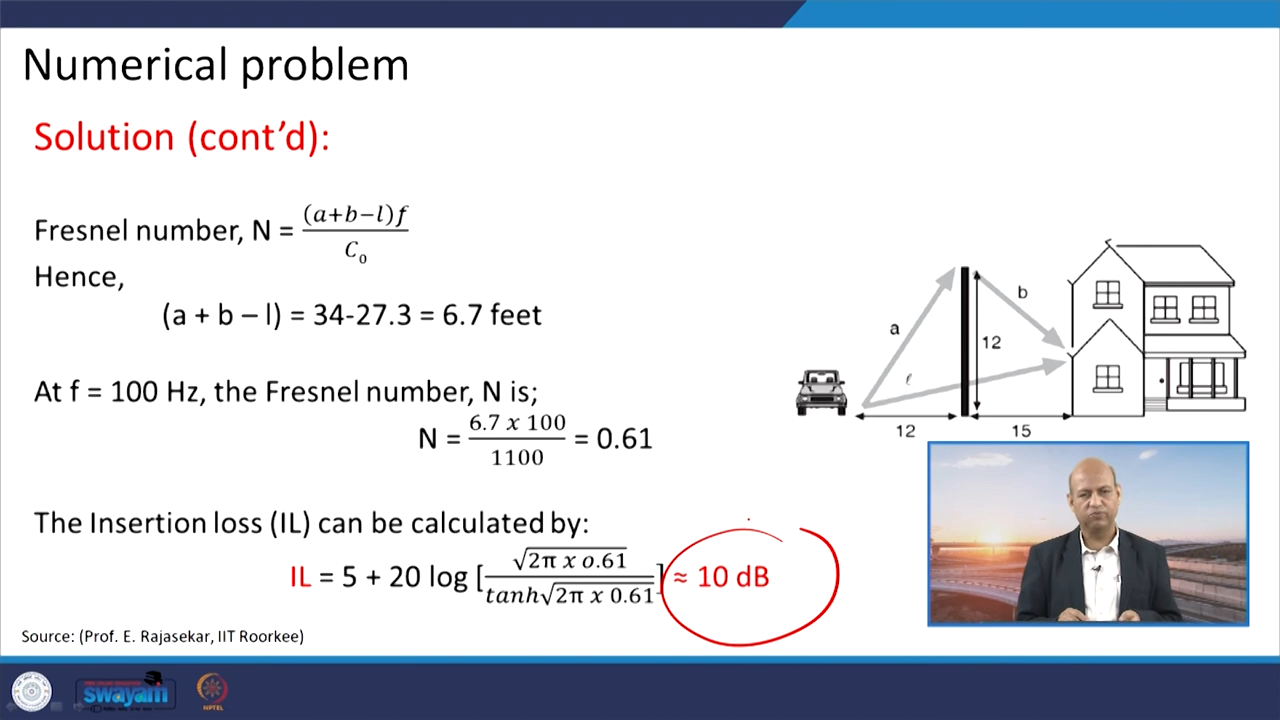 Numerical problem
Solution (cont’d):
Fresnel number, N = (a+b−l)f / C₀
Hence,
(a + b – l) = 34-27.3 = 6.7 feet
At f = 100 Hz, the Fresnel number, N is;
N = 6.7 x 100 / 1100 = 0.61
The Insertion loss (IL) can be calculated by:
IL = 5 + 20 log [√2π x 0.61 / tanh√2π x 0.61] ≈ 10 dB
a
b
12
ℓ
12
15
Source: (Prof. E. Rajasekar, IIT Roorkee)
swayam
NPTEL